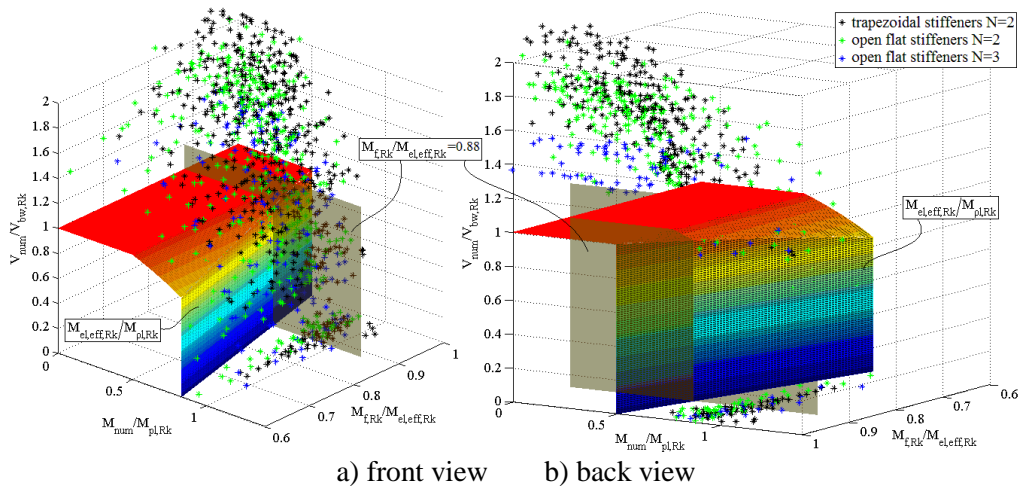 trapezoidal stiffeners N=2
open flat stiffeners N=2
open flat stiffeners N=3
2
1.8
1.6
1.4
1.2
1
0.8
0.6
0.4
0.2
0
V_num/V_bw,Rk
0
0.5
1
M_num/M_pl,Rk
0.6
0.7
0.8
0.9
1
M_f,Rk/M_el,eff,Rk
M_el,eff,Rk/M_pl,Rk
M_f,Rk/M_el,eff,Rk=0.88
2
1.8
1.6
1.4
1.2
1
0.8
0.6
0.4
0.2
0
V_num/V_bw,Rk
0.5
1
M_num/M_pl,Rk
1
0.9
0.8
0.7
0.6
M_f,Rk/M_el,eff,Rk
M_el,eff,Rk/M_pl,Rk
a) front view
b) back view